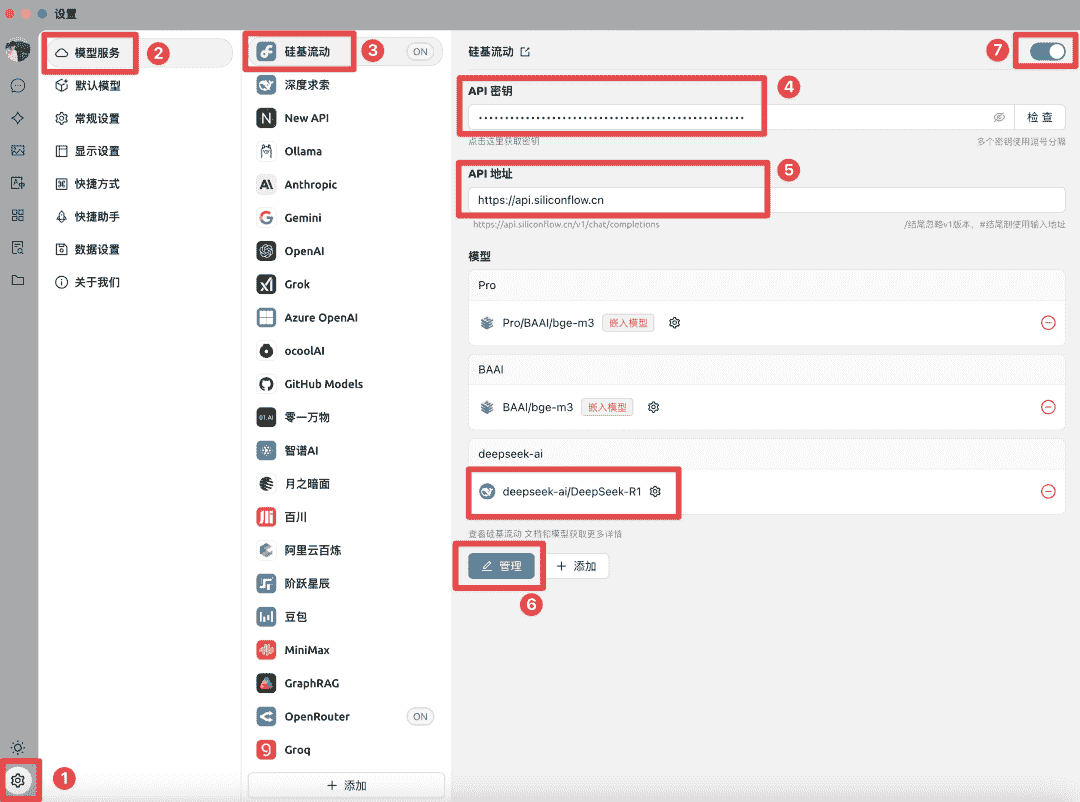 设置
模型服务
2
默认模型
常规设置
显示设置
快捷方式
快捷助手
数据设置
关于我们
1
硅基流动
ON
3
深度求索
New API
Ollama
Anthropic
Gemini
OpenAI
Grok
Azure OpenAI
ocoolAI
GitHub Models
零一万物
智谱AI
月之暗面
百川
阿里云百炼
阶跃星辰
豆包
MiniMax
GraphRAG
OpenRouter
ON
Groq
添加
硅基流动
7
API 密钥
4
••••••••••••••••••••••••••••••••••••••••••••••••••• 检 查
点击这里获取密钥 多个密钥使用逗号分隔
API 地址
5
https://api.siliconflow.cn
https://api.siliconflow.cn/v1/chat/completions /结尾忽略v1版本，#结尾强制使用输入地址
模型
Pro
Pro/BAAI/bge-m3 嵌入模型
BAAI
BAAI/bge-m3 嵌入模型
deepseek-ai
deepseek-ai/DeepSeek-R1
查看硅基流动 文档和模型获取更多详情
管理 添加
6